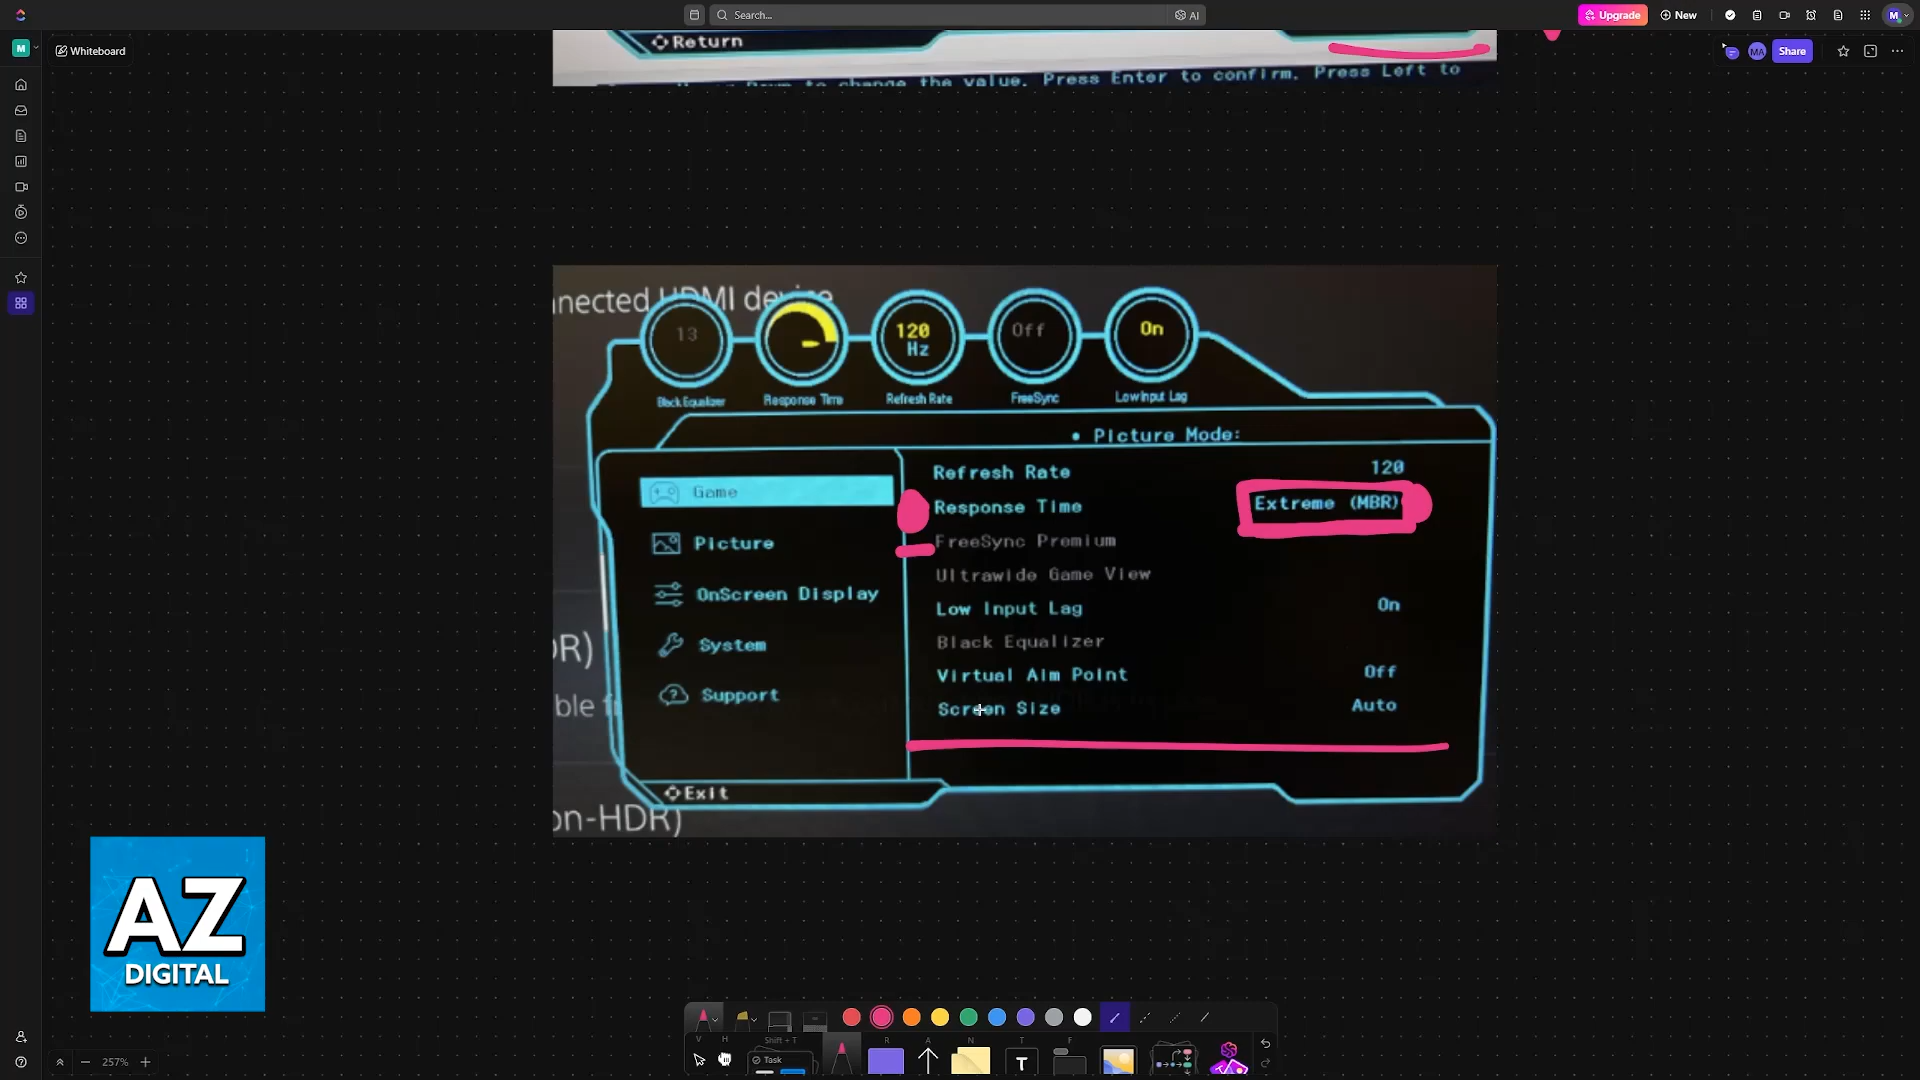 Search...
AI
Upgrade
New
M
M
Whiteboard
MA
Share
Return
to change the value. Press Enter to confirm. Press Left to
nnected HDMI device
13
120
Hz
Off
On
Black Equalizer
Response Time
Refresh Rate
FreeSync
Low Input Lag
• Picture Mode:
Refresh Rate 120
Game
Response Time Extreme (MBR)
Picture
FreeSync Premium
Ultrawide Game View
OnScreen Display
Low Input Lag On
System
Black Equalizer
Virtual Aim Point Off
Support
Screen Size Auto
DR)
ble f
Exit
on-HDR)
AZ
DIGITAL
V
H
Shift + T
R
A
N
T
F
Task
T
257%